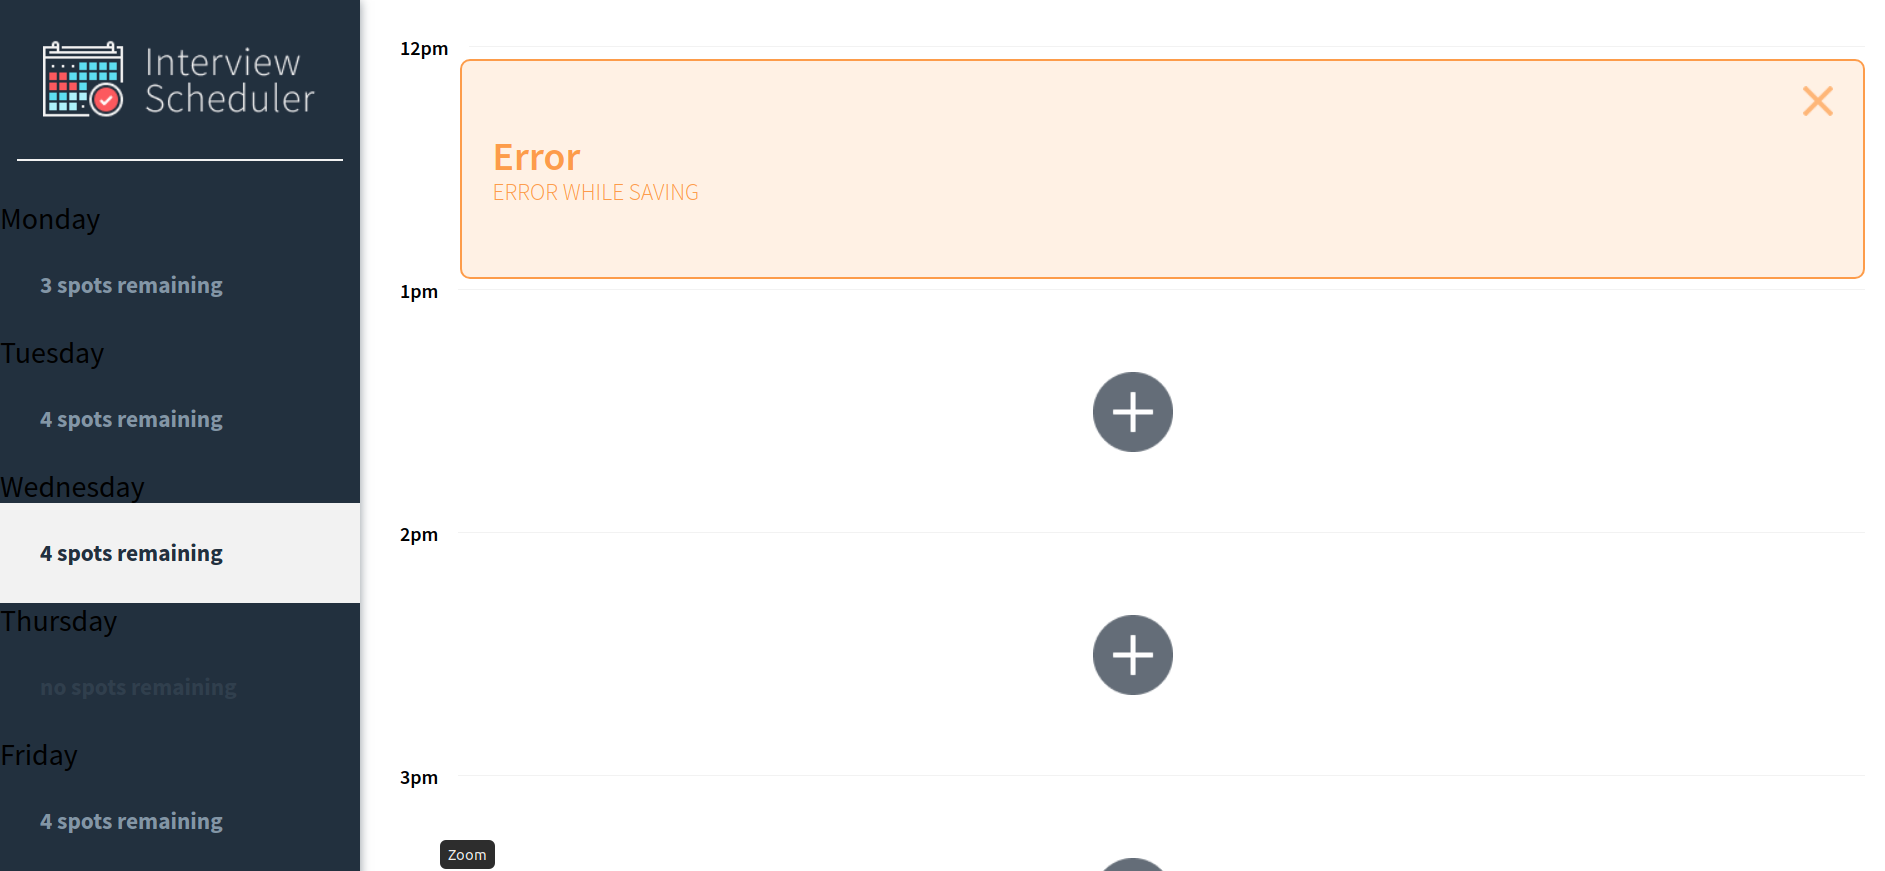 Interview
Scheduler
Monday
3 spots remaining
Tuesday
4 spots remaining
Wednesday
4 spots remaining
Thursday
no spots remaining
Friday
4 spots remaining
12pm
Error
ERROR WHILE SAVING
1pm
2pm
3pm
Zoom